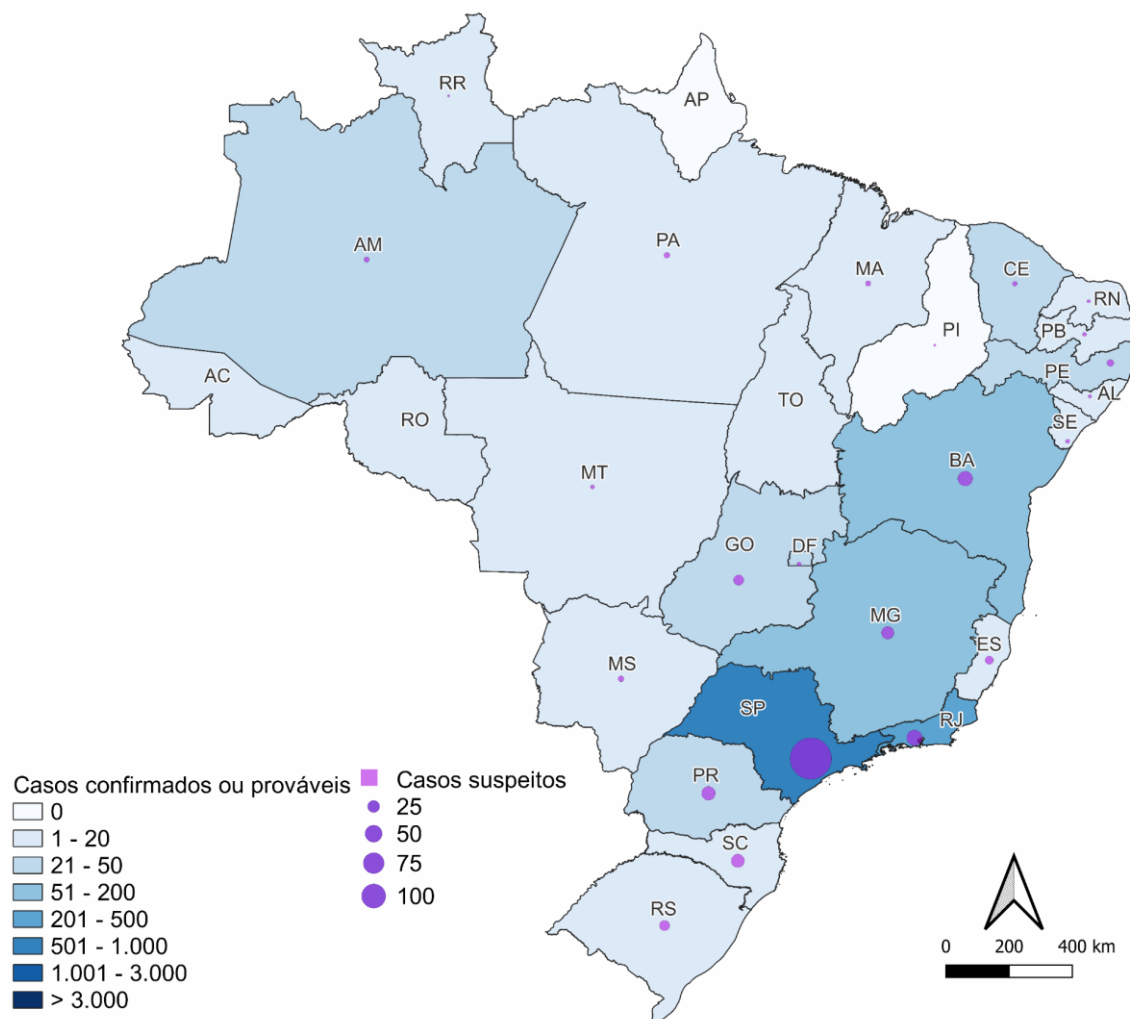 RR
AP
AM
PA
MA
CE
RN
PI
PB
PE
AC
AL
TO
RO
SE
BA
MT
GO
DF
MG
ES
MS
SP
RJ
PR
SC
RS
Casos confirmados ou prováveis
0
1 - 20
21 - 50
51 - 200
201 - 500
501 - 1.000
1.001 - 3.000
> 3.000
Casos suspeitos
25
50
75
100
0 200 400 km